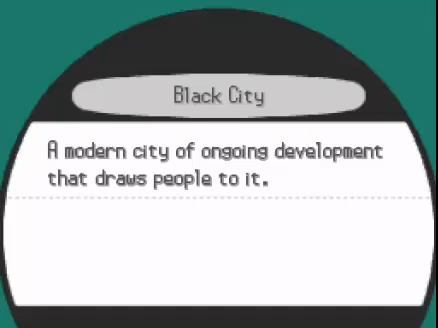 Black City
A modern city of ongoing development
that draws people to it.